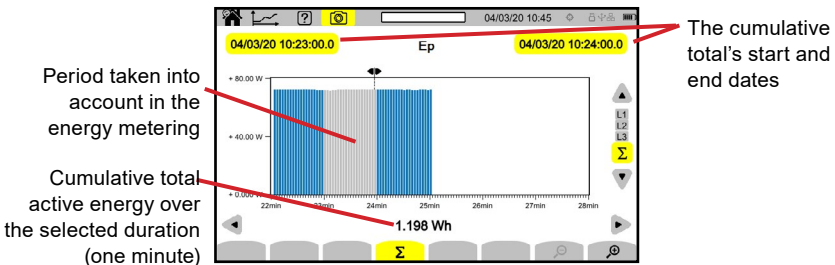 ?
04/03/20 10:45
04/03/20 10:23:00.0
Ep
04/03/20 10:24:00.0
The cumulative
total's start and
end dates
Period taken into
account in the
energy metering
+ 80.00 W
+ 40.00 W
+ 0.000 W
L1
L2
L3
Σ
22min
23min
24min
25min
26min
27min
28min
Cumulative total
active energy over
the selected duration
(one minute)
1.198 Wh
Σ